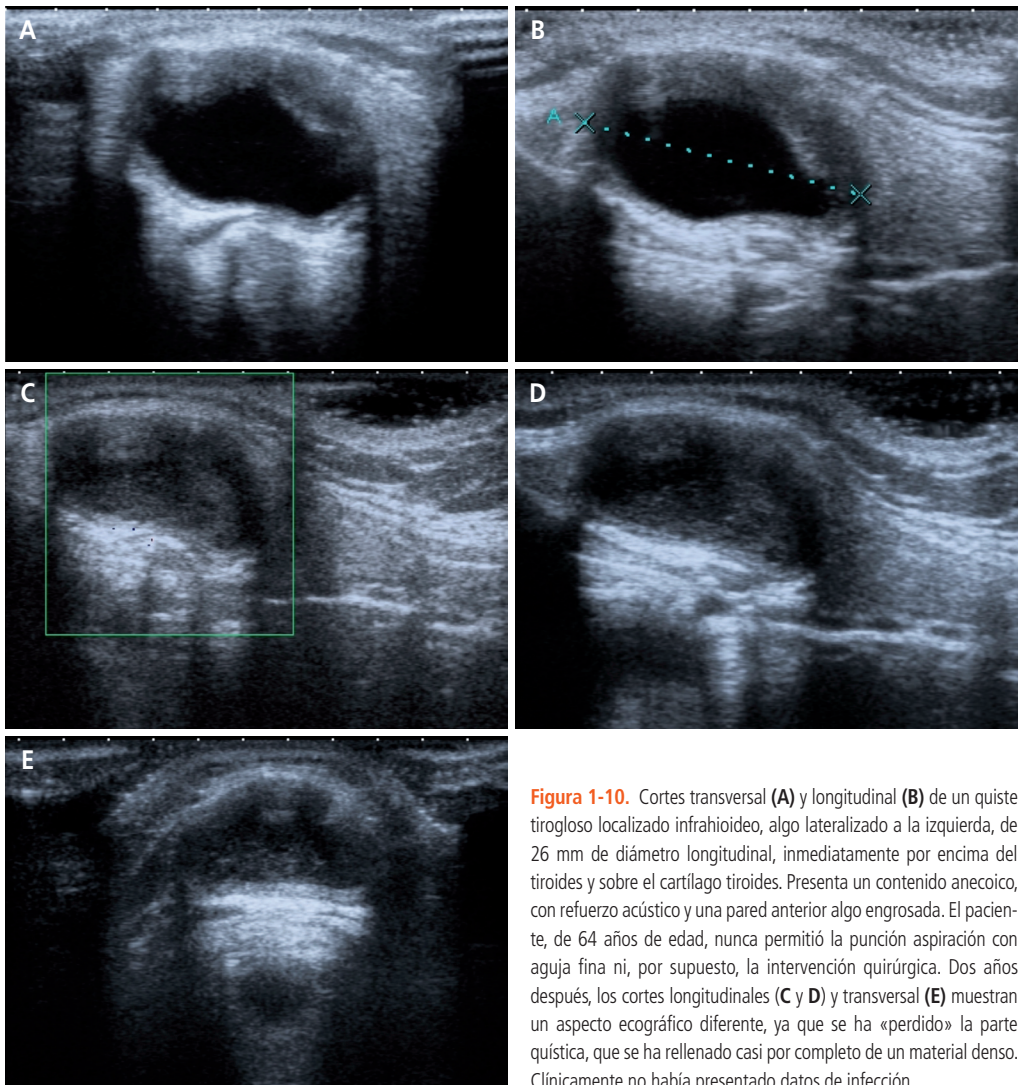 A
B
A
C
D
E
Figura 1-10. Cortes transversal (A) y longitudinal (B) de un quiste
tirogloso localizado infrahioideo, algo lateralizado a la izquierda, de
26 mm de diámetro longitudinal, inmediatamente por encima del
tiroides y sobre el cartílago tiroides. Presenta un contenido anecoico,
con refuerzo acústico y una pared anterior algo engrosada. El pacien-
te, de 64 años de edad, nunca permitió la punción aspiración con
aguja fina ni, por supuesto, la intervención quirúrgica. Dos años
después, los cortes longitudinales (C y D) y transversal (E) muestran
un aspecto ecográfico diferente, ya que se ha «perdido» la parte
quística, que se ha rellenado casi por completo de un material denso.
Clínicamente no había presentado datos de infección